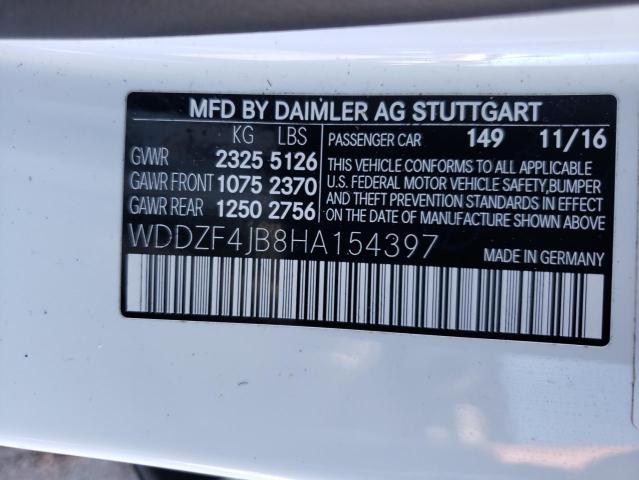 MFD BY DAIMLER AG STUTTGART
KG LBS
GVWR 2325 5126
GAWR FRONT 1075 2370
GAWR REAR 1250 2756
PASSENGER CAR 149 11/16
THIS VEHICLE CONFORMS TO ALL APPLICABLE
U.S. FEDERAL MOTOR VEHICLE SAFETY, BUMPER
AND THEFT PREVENTION STANDARDS IN EFFECT
ON THE DATE OF MANUFACTURE SHOWN ABOVE.
WDDZF4JB8HA154397
MADE IN GERMANY